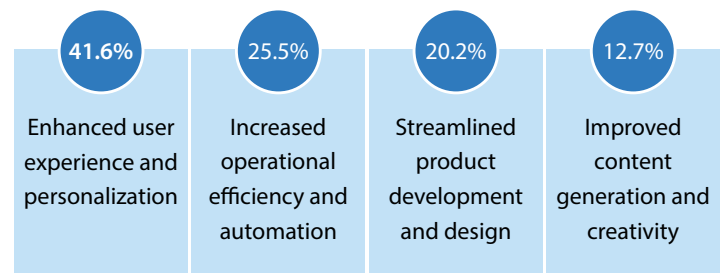 41.6%
Enhanced user
experience and
personalization
25.5%
Increased
operational
efficiency and
automation
20.2%
Streamlined
product
development
and design
12.7%
Improved
content
generation and
creativity